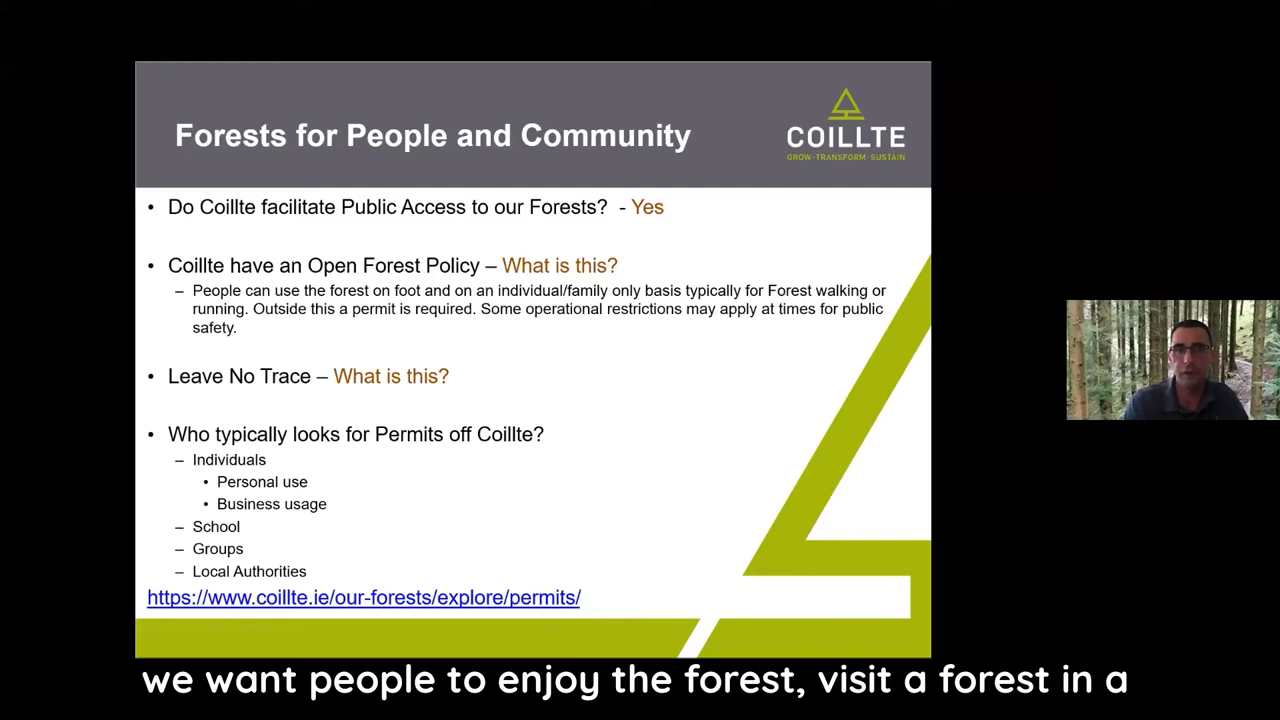 Forests for People and Community
COILLTE
GROW·TRANSFORM·SUSTAIN
• Do Coillte facilitate Public Access to our Forests?  - Yes
• Coillte have an Open Forest Policy – What is this?
– People can use the forest on foot and on an individual/family only basis typically for Forest walking or
running. Outside this a permit is required. Some operational restrictions may apply at times for public
safety.
• Leave No Trace – What is this?
• Who typically looks for Permits off Coillte?
– Individuals
• Personal use
• Business usage
– School
– Groups
– Local Authorities
https://www.coillte.ie/our-forests/explore/permits/
we want people to enjoy the forest, visit a forest in a